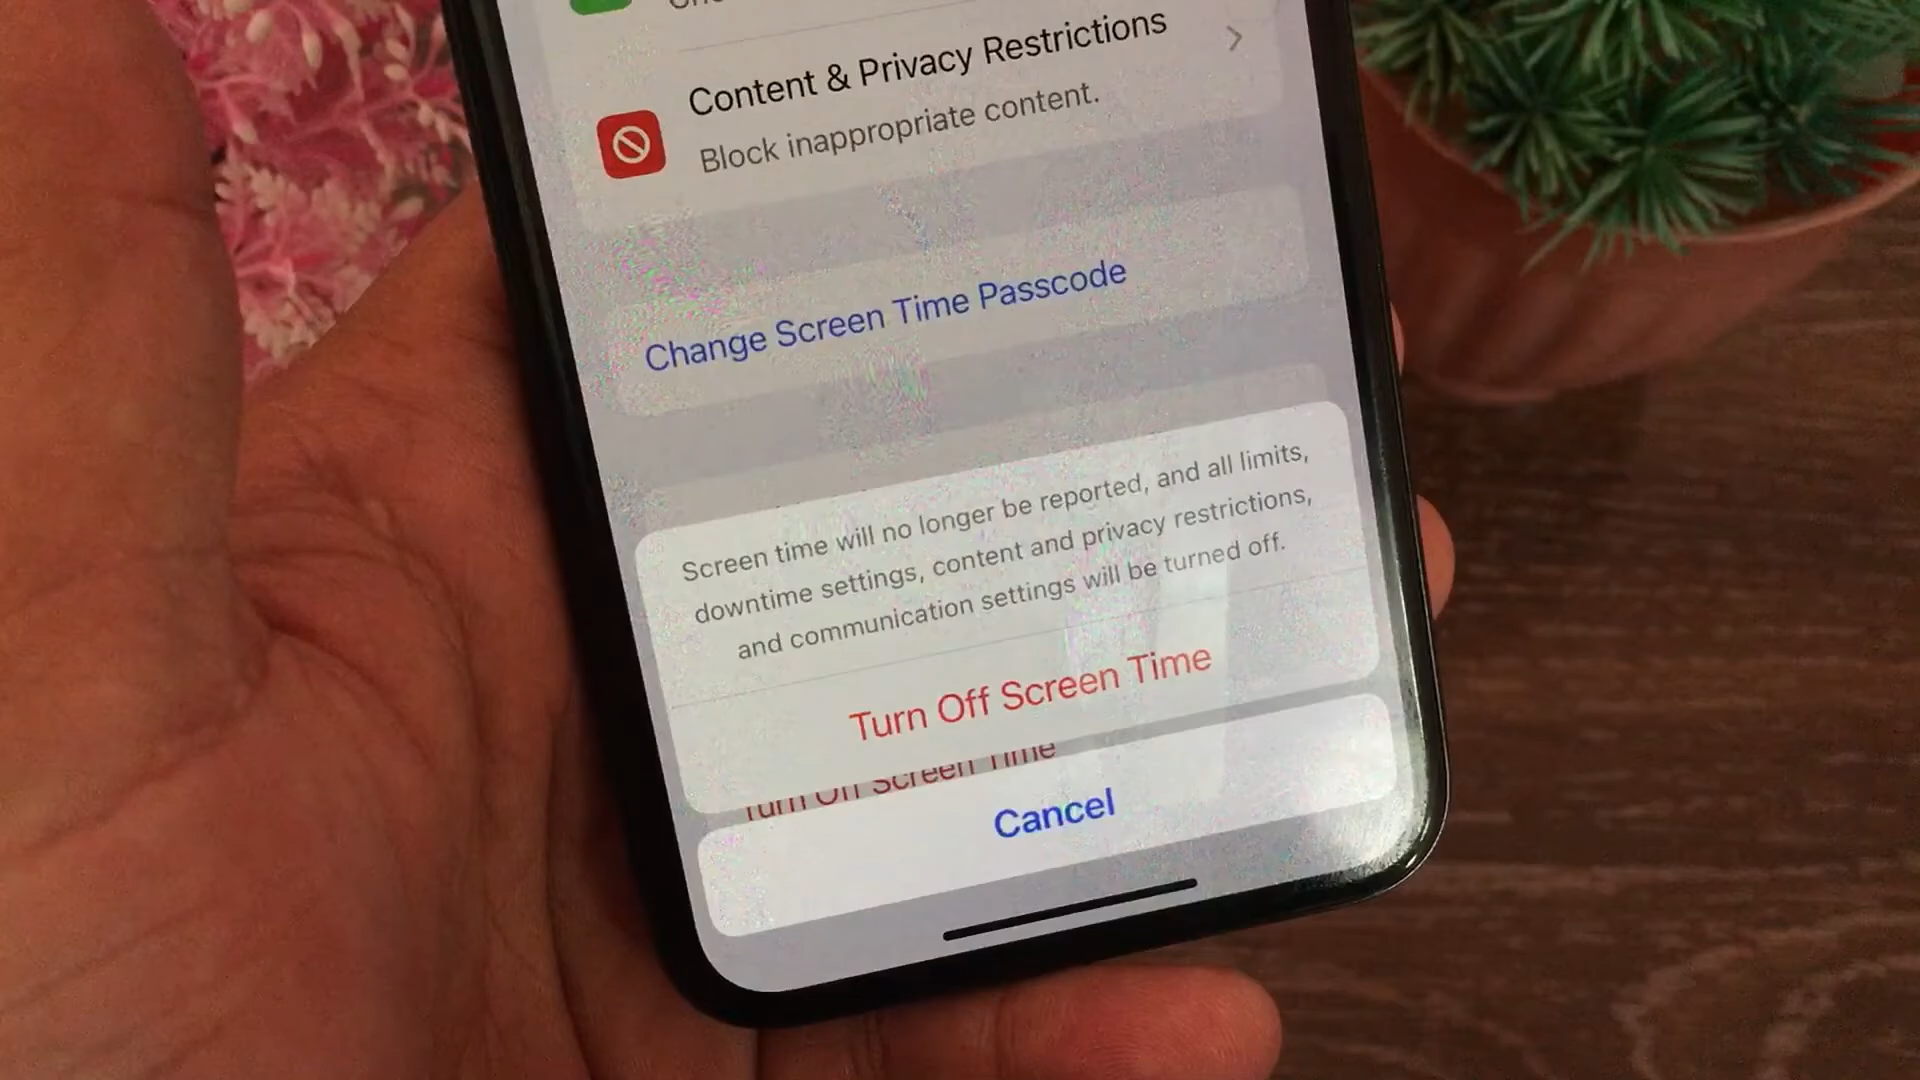 Content & Privacy Restrictions
Block inappropriate content.
Change Screen Time Passcode
Screen time will no longer be reported, and all limits,
downtime settings, content and privacy restrictions,
and communication settings will be turned off.
Turn Off Screen Time
Turn Off Screen Time
Cancel